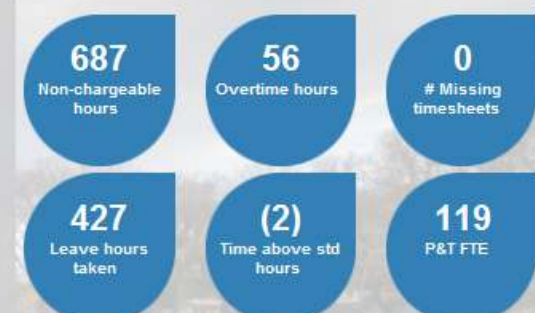 687
Non-chargeable
hours
56
Overtime hours
0
# Missing
timesheets
427
Leave hours
taken
(2)
Time above std
hours
119
P&T FTE